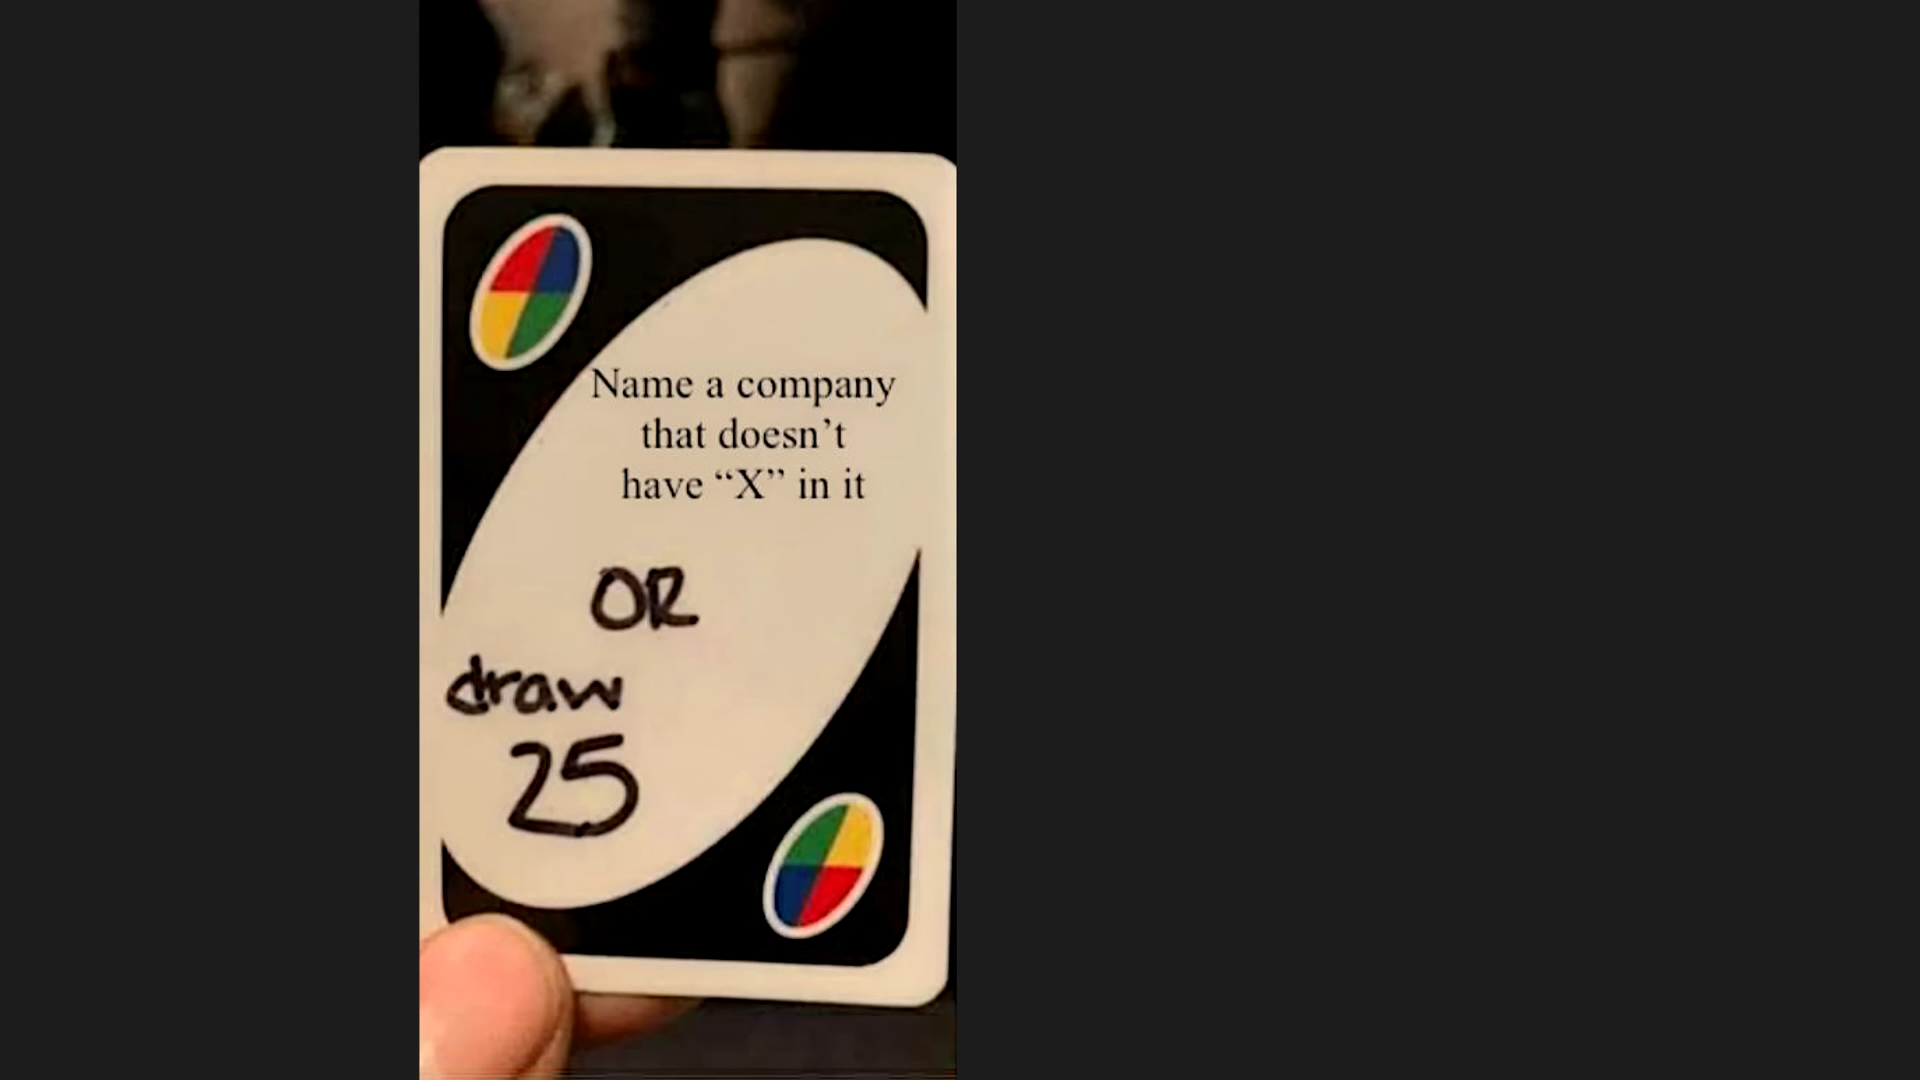 Name a company
that doesn’t
have “X” in it
OR
draw
25